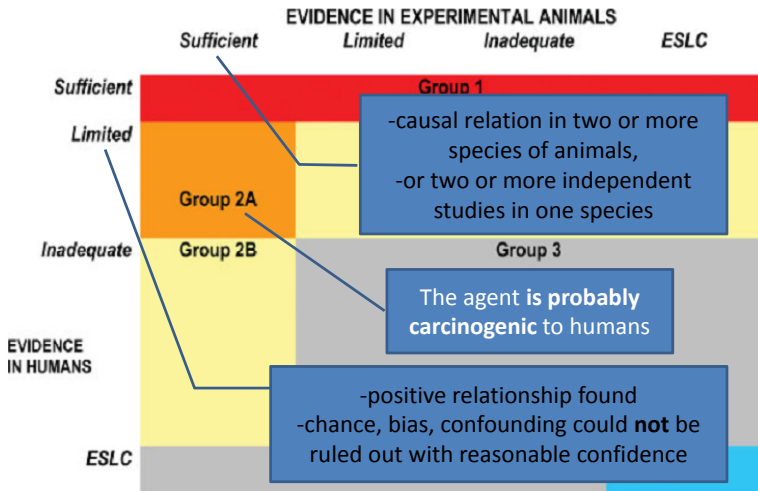 EVIDENCE IN EXPERIMENTAL ANIMALS
Sufficient Limited Inadequate ESLC
Sufficient
Group 1
Limited
-causal relation in two or more
species of animals,
-or two or more independent
studies in one species
Group 2A
Inadequate
Group 2B
Group 3
The agent is probably
carcinogenic to humans
EVIDENCE
IN HUMANS
-positive relationship found
-chance, bias, confounding could not be
ruled out with reasonable confidence
ESLC